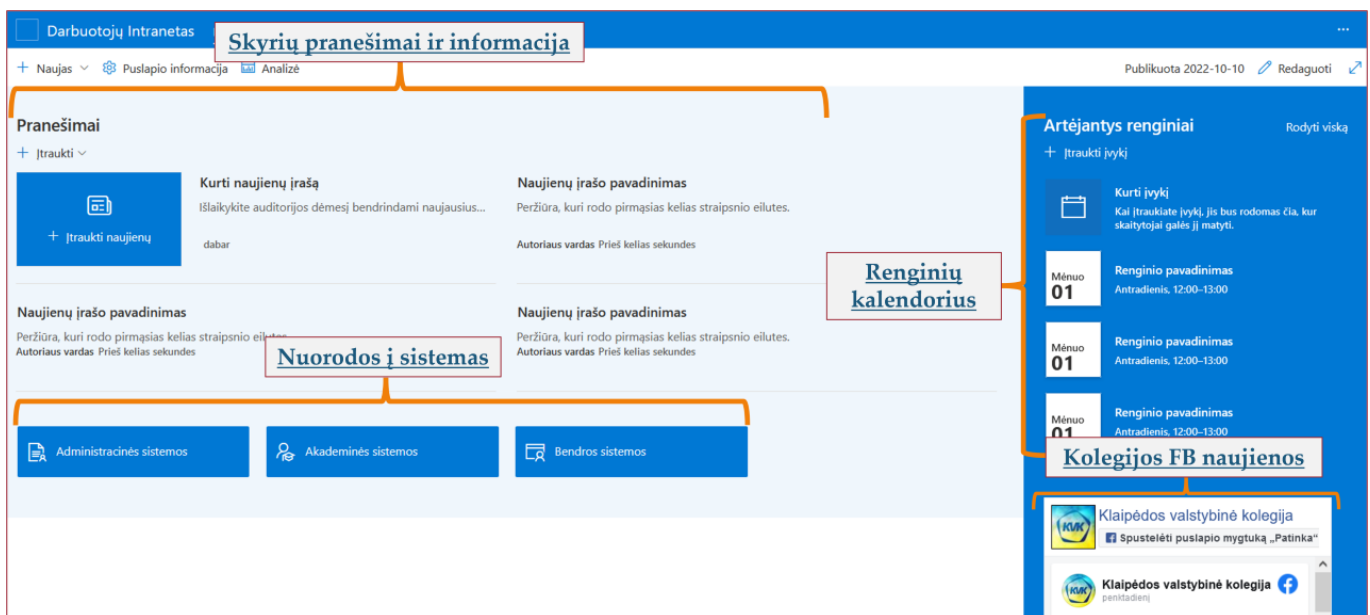 Darbuotojų Intranetas
Skyrių pranešimai ir informacija
+ Naujas
Puslapio informacija
Analizė
Publikuota 2022-10-10
Redaguoti
Pranešimai
+ Įtraukti
+ Įtraukti naujienų
Kurti naujienų įrašą
Išlaikykite auditorijos dėmesį bendrindami naujausius...
dabar
Naujienų įrašo pavadinimas
Peržiūra, kuri rodo pirmąsias kelias straipsnio eilutes.
Autoriaus vardas Prieš kelias sekundes
Naujienų įrašo pavadinimas
Peržiūra, kuri rodo pirmąsias kelias straipsnio
Autoriaus vardas Prieš kelias sekundes
Naujienų įrašo pavadinimas
Peržiūra, kuri rodo pirmąsias kelias straipsnio eilutes.
Autoriaus vardas Prieš kelias sekundes
Nuorodos į sistemas
Administracinės sistemos
Akademinės sistemos
Bendros sistemos
Renginių
kalendorius
Artėjantys renginiai
Rodyti viską
+ Įtraukti įvykį
Kurti įvykį
Kai įtraukiate įvykį, jis bus rodomas čia, kur
skaitytojai galės jį matyti.
Mėnuo
01
Renginio pavadinimas
Antradienis, 12:00–13:00
Mėnuo
01
Renginio pavadinimas
Antradienis, 12:00–13:00
Mėnuo
01
Renginio pavadinimas
Antradienis, 12:00–13:00
Kolegijos FB naujienos
KVK
Klaipėdos valstybinė kolegija
Spustelėti puslapio mygtuką „Patinka“
KVK
Klaipėdos valstybinė kolegija
penktadienį